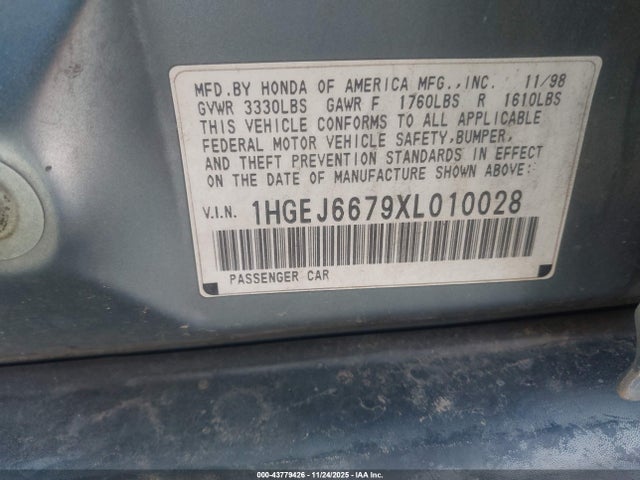 MFD.BY HONDA OF AMERICA MFG.,INC. 11/98
GVWR 3330LBS GAWR F 1760LBS R 1610LBS
THIS VEHICLE CONFORMS TO ALL APPLICABLE
FEDERAL MOTOR VEHICLE SAFETY,BUMPER,
AND THEFT PREVENTION STANDARDS IN EFFECT
ON THE DATE OF MANUFACTURE SHOWN ABOVE:
V.I.N. 1HGEJ6679XL010028
PASSENGER CAR
000-43779426 - 11/24/2025 - IAAI.COM